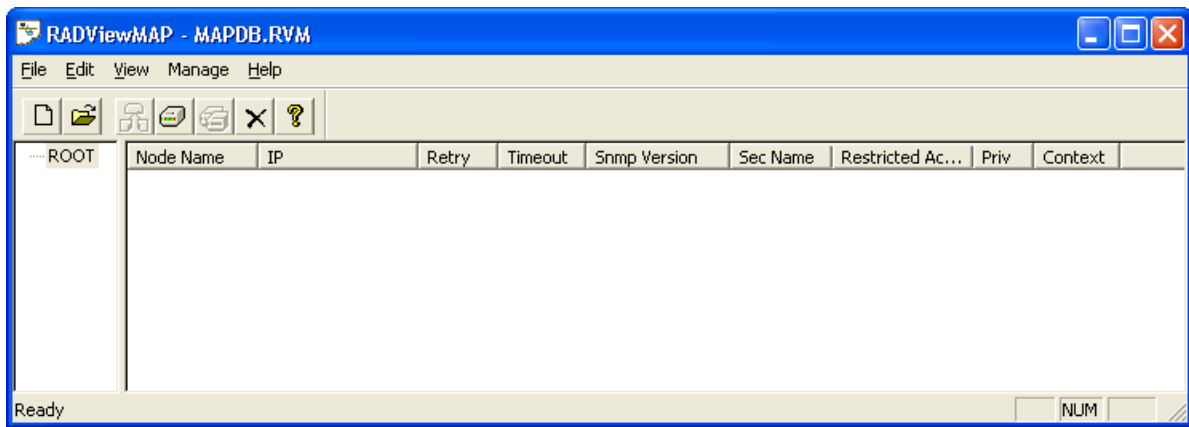 RADViewMAP - MAPDB.RVM
File Edit View Manage Help
ROOT Node Name IP Retry Timeout Snmp Version Sec Name Restricted Ac... Priv Context
Ready NUM